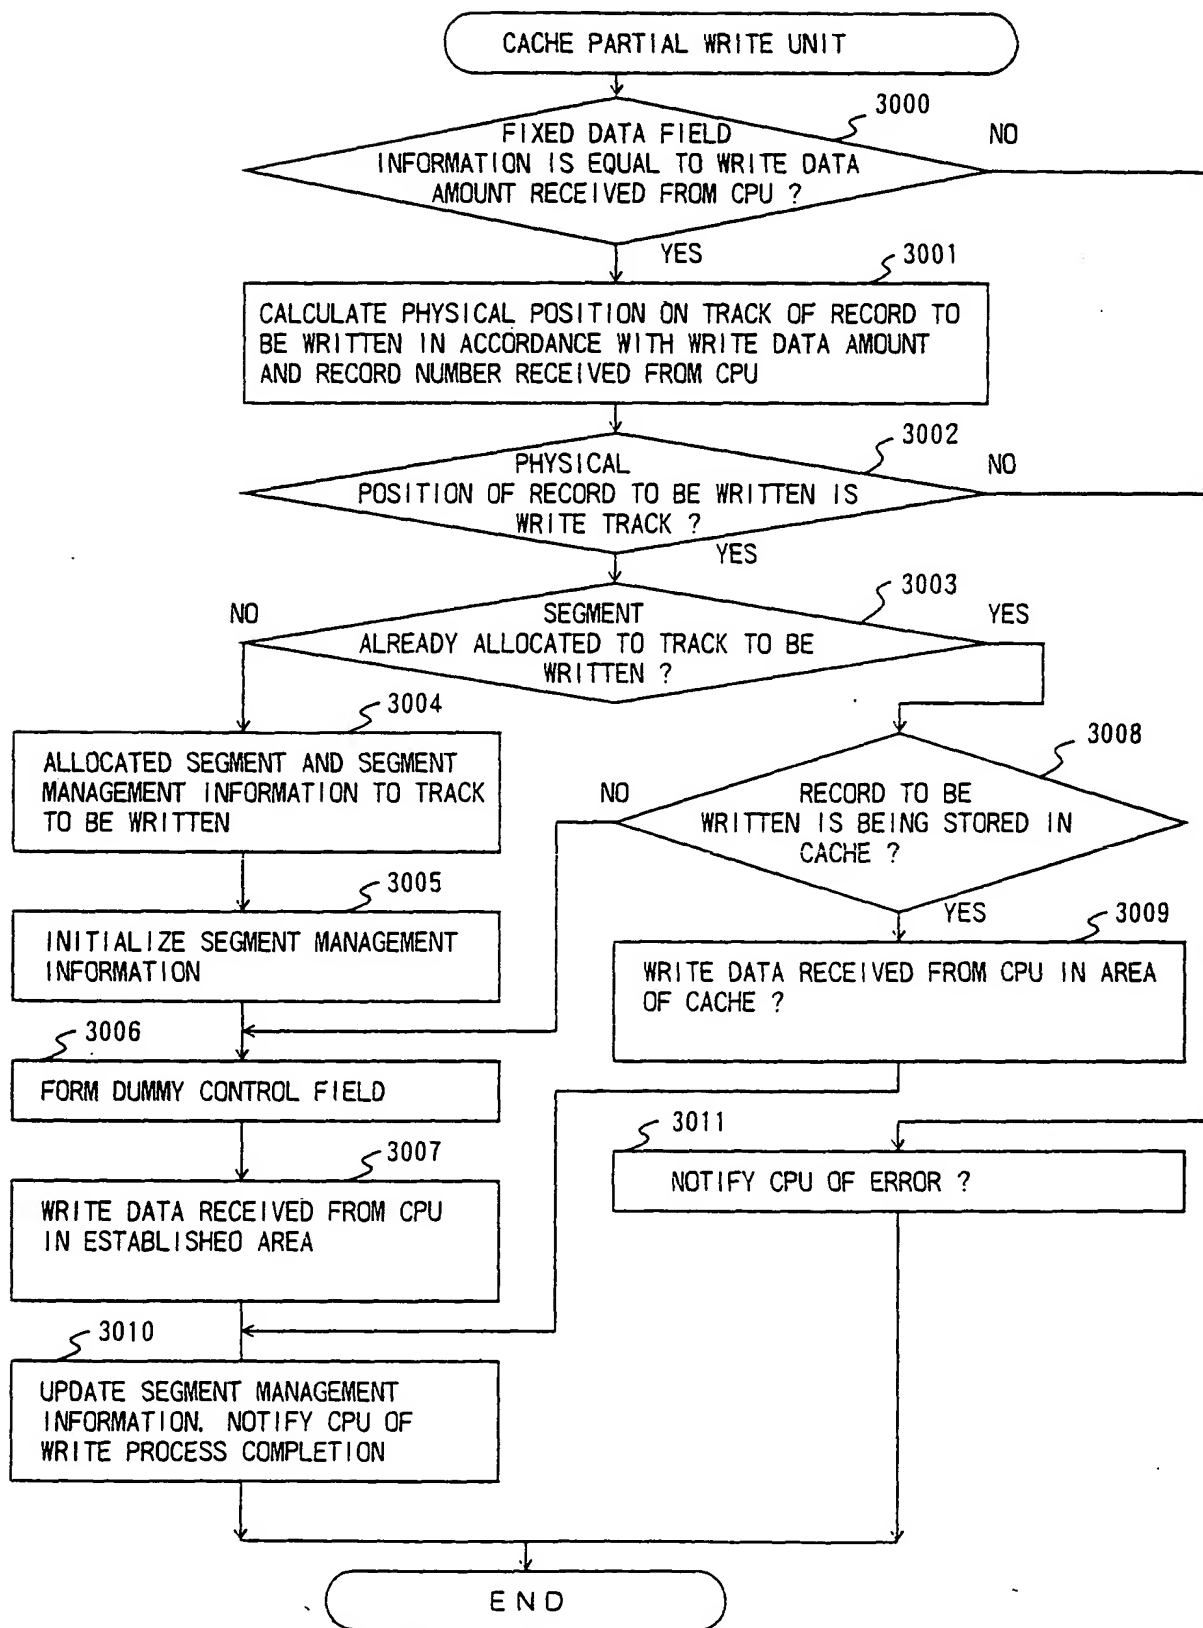 CACHE PARTIAL WRITE UNIT
3000
NO
FIXED DATA FIELD
INFORMATION IS EQUAL TO WRITE DATA
AMOUNT RECEIVED FROM CPU ?
YES
3001
CALCULATE PHYSICAL POSITION ON TRACK OF RECORD TO
BE WRITTEN IN ACCORDANCE WITH WRITE DATA AMOUNT
AND RECORD NUMBER RECEIVED FROM CPU
3002
NO
PHYSICAL
POSITION OF RECORD TO BE WRITTEN IS
WRITE TRACK ?
YES
3003
NO
YES
SEGMENT
ALREADY ALLOCATED TO TRACK TO BE
WRITTEN ?
3004
ALLOCATED SEGMENT AND SEGMENT
MANAGEMENT INFORMATION TO TRACK
TO BE WRITTEN
3008
NO
RECORD TO BE
WRITTEN IS BEING STORED IN
CACHE ?
YES
3005
INITIALIZE SEGMENT MANAGEMENT
INFORMATION
3009
WRITE DATA RECEIVED FROM CPU IN AREA
OF CACHE ?
3006
FORM DUMMY CONTROL FIELD
3011
NOTIFY CPU OF ERROR ?
3007
WRITE DATA RECEIVED FROM CPU
IN ESTABLISHED AREA
3010
UPDATE SEGMENT MANAGEMENT
INFORMATION. NOTIFY CPU OF
WRITE PROCESS COMPLETION
END